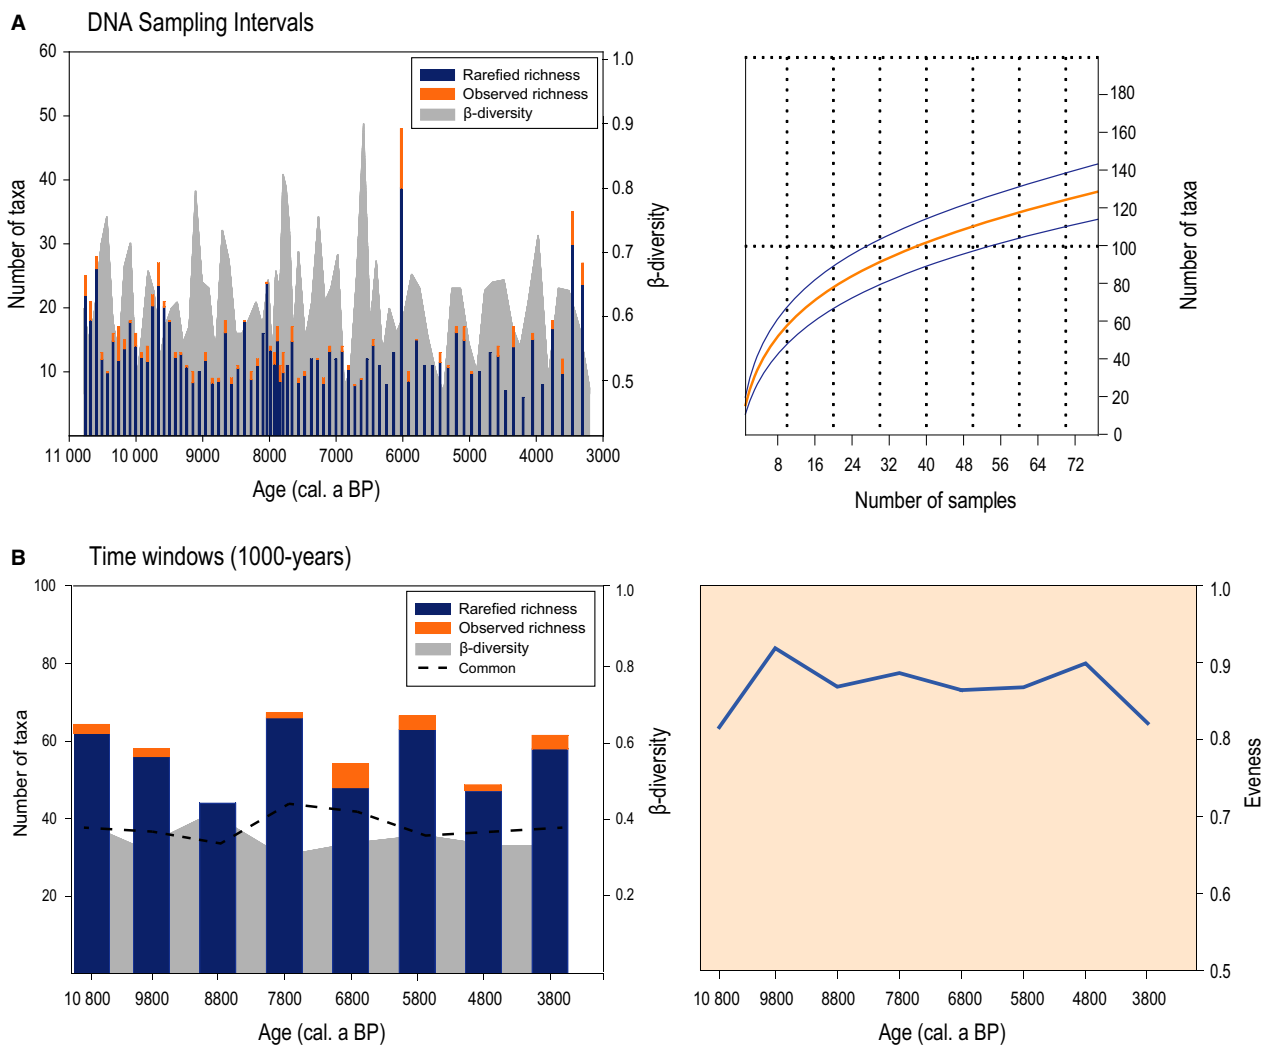 A
DNA Sampling Intervals
60
50
40
30
20
10
Number of taxa
Rarefied richness
Observed richness
β-diversity
1.0
0.9
0.8
0.7
0.6
0.5
β-diversity
11 000 10 000 9000 8000 7000 6000 5000 4000 3000
Age (cal. a BP)
180
160
140
120
100
80
60
40
20
0
Number of taxa
8 16 24 32 40 48 56 64 72
Number of samples
B
Time windows (1000-years)
100
80
60
40
20
Number of taxa
Rarefied richness
Observed richness
β-diversity
Common
1.0
0.8
0.6
0.4
0.2
β-diversity
10 800 9800 8800 7800 6800 5800 4800 3800
Age (cal. a BP)
1.0
0.9
0.8
0.7
0.6
0.5
Eveness
10 800 9800 8800 7800 6800 5800 4800 3800
Age (cal. a BP)